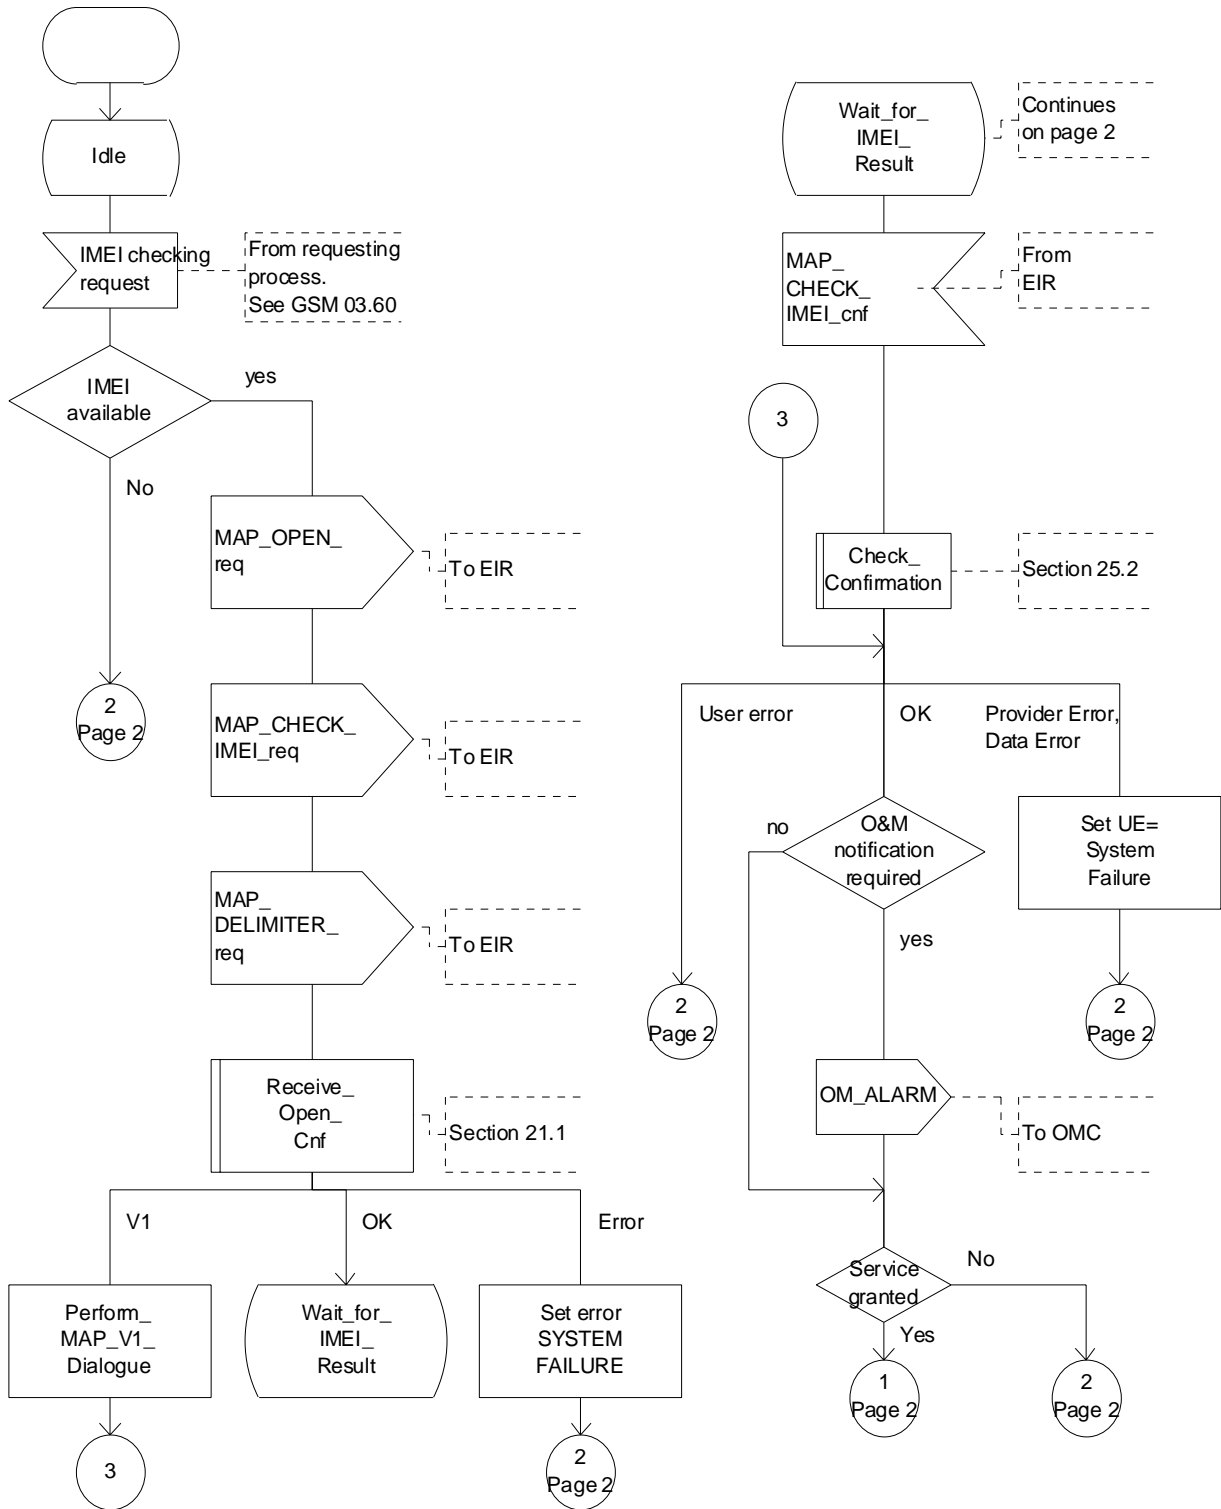 Idle
IMEI checking
request
From requesting
process.
See GSM 03.60
IMEI
available
yes
No
2
Page 2
MAP_OPEN_
req
To EIR
MAP_CHECK_
IMEI_req
To EIR
MAP_
DELIMITER_
req
To EIR
Receive_
Open_
Cnf
Section 21.1
V1
OK
Error
Perform_
MAP_V1_
Dialogue
Wait_for_
IMEI_
Result
Set error
SYSTEM
FAILURE
3
2
Page 2
Wait_for_
IMEI_
Result
Continues
on page 2
MAP_
CHECK_
IMEI_cnf
From
EIR
3
Check_
Confirmation
Section 25.2
User error
OK
Provider Error,
Data Error
no
O&M
notification
required
Set UE=
System
Failure
yes
2
Page 2
2
Page 2
OM_ALARM
To OMC
Service
granted
No
Yes
1
Page 2
2
Page 2